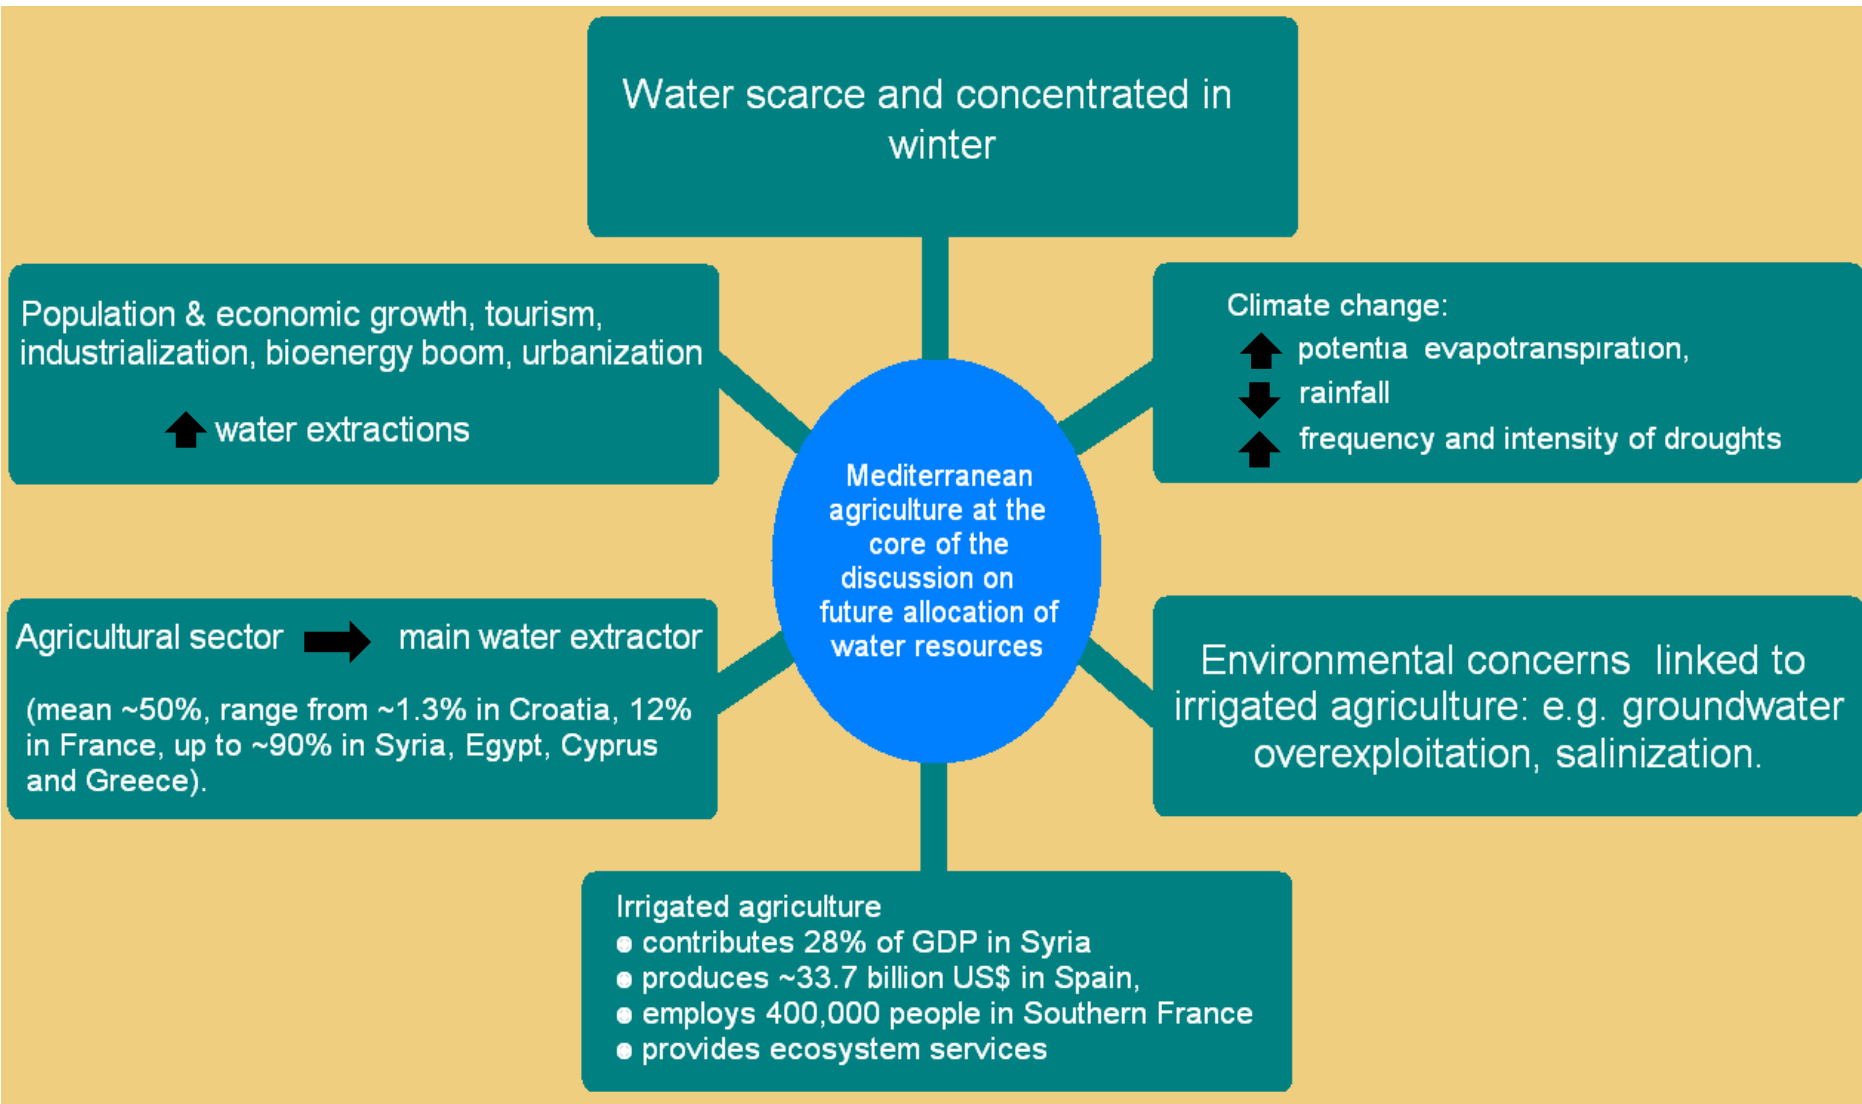 Water scarce and concentrated in
winter
Population & economic growth, tourism,
industrialization, bioenergy boom, urbanization
water extractions
Climate change:
potentia evapotranspiration,
rainfall
frequency and intensity of droughts
Mediterranean
agriculture at the
core of the
discussion on
future allocation of
water resources
Agricultural sector main water extractor
(mean ~50%, range from ~1.3% in Croatia, 12%
in France, up to ~90% in Syria, Egypt, Cyprus
and Greece).
Environmental concerns linked to
irrigated agriculture: e.g. groundwater
overexploitation, salinization.
Irrigated agriculture
contributes 28% of GDP in Syria
produces ~33.7 billion US$ in Spain,
employs 400,000 people in Southern France
provides ecosystem services